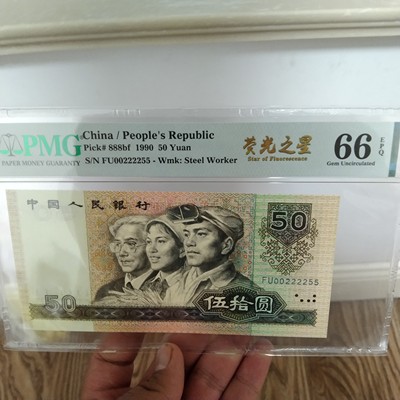 PMG
PAPER MONEY GUARANTY
China / People's Republic
Pick# 888bf 1990 50 Yuan
S/N FU00222255 - Wmk: Steel Worker
荧光之星
Star of Fluorescence
66 EPQ
Gem Uncirculated
中国人民银行
50
FU00222255
50
伍拾圆